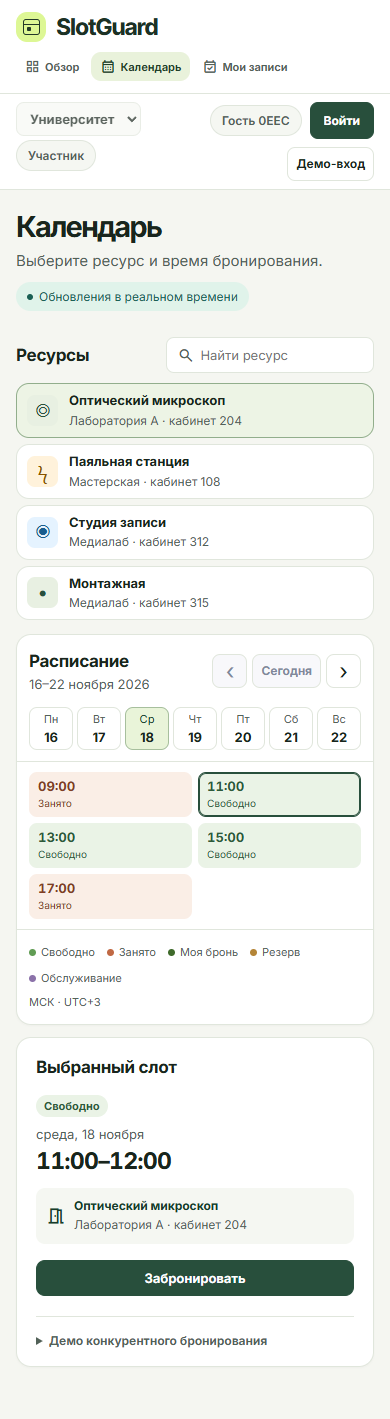 SlotGuard
Обзор
Календарь
Мои записи
Университет
Гость 0EEC
Войти
Участник
Демо-вход
Календарь
Выберите ресурс и время бронирования.
Обновления в реальном времени
Ресурсы
Найти ресурс
Оптический микроскоп
Лаборатория А · кабинет 204
Паяльная станция
Мастерская · кабинет 108
Студия записи
Медиалаб · кабинет 312
Монтажная
Медиалаб · кабинет 315
Расписание
16–22 ноября 2026
‹ Сегодня ›
Пн Вт Ср Чт Пт Сб Вс
16 17 18 19 20 21 22
09:00 11:00
Занято Свободно
13:00 15:00
Свободно Свободно
17:00
Занято
Свободно Занято Моя бронь Резерв
Обслуживание
МСК · UTC+3
Выбранный слот
Свободно
среда, 18 ноября
11:00–12:00
Оптический микроскоп
Лаборатория А · кабинет 204
Забронировать
Демо конкурентного бронирования